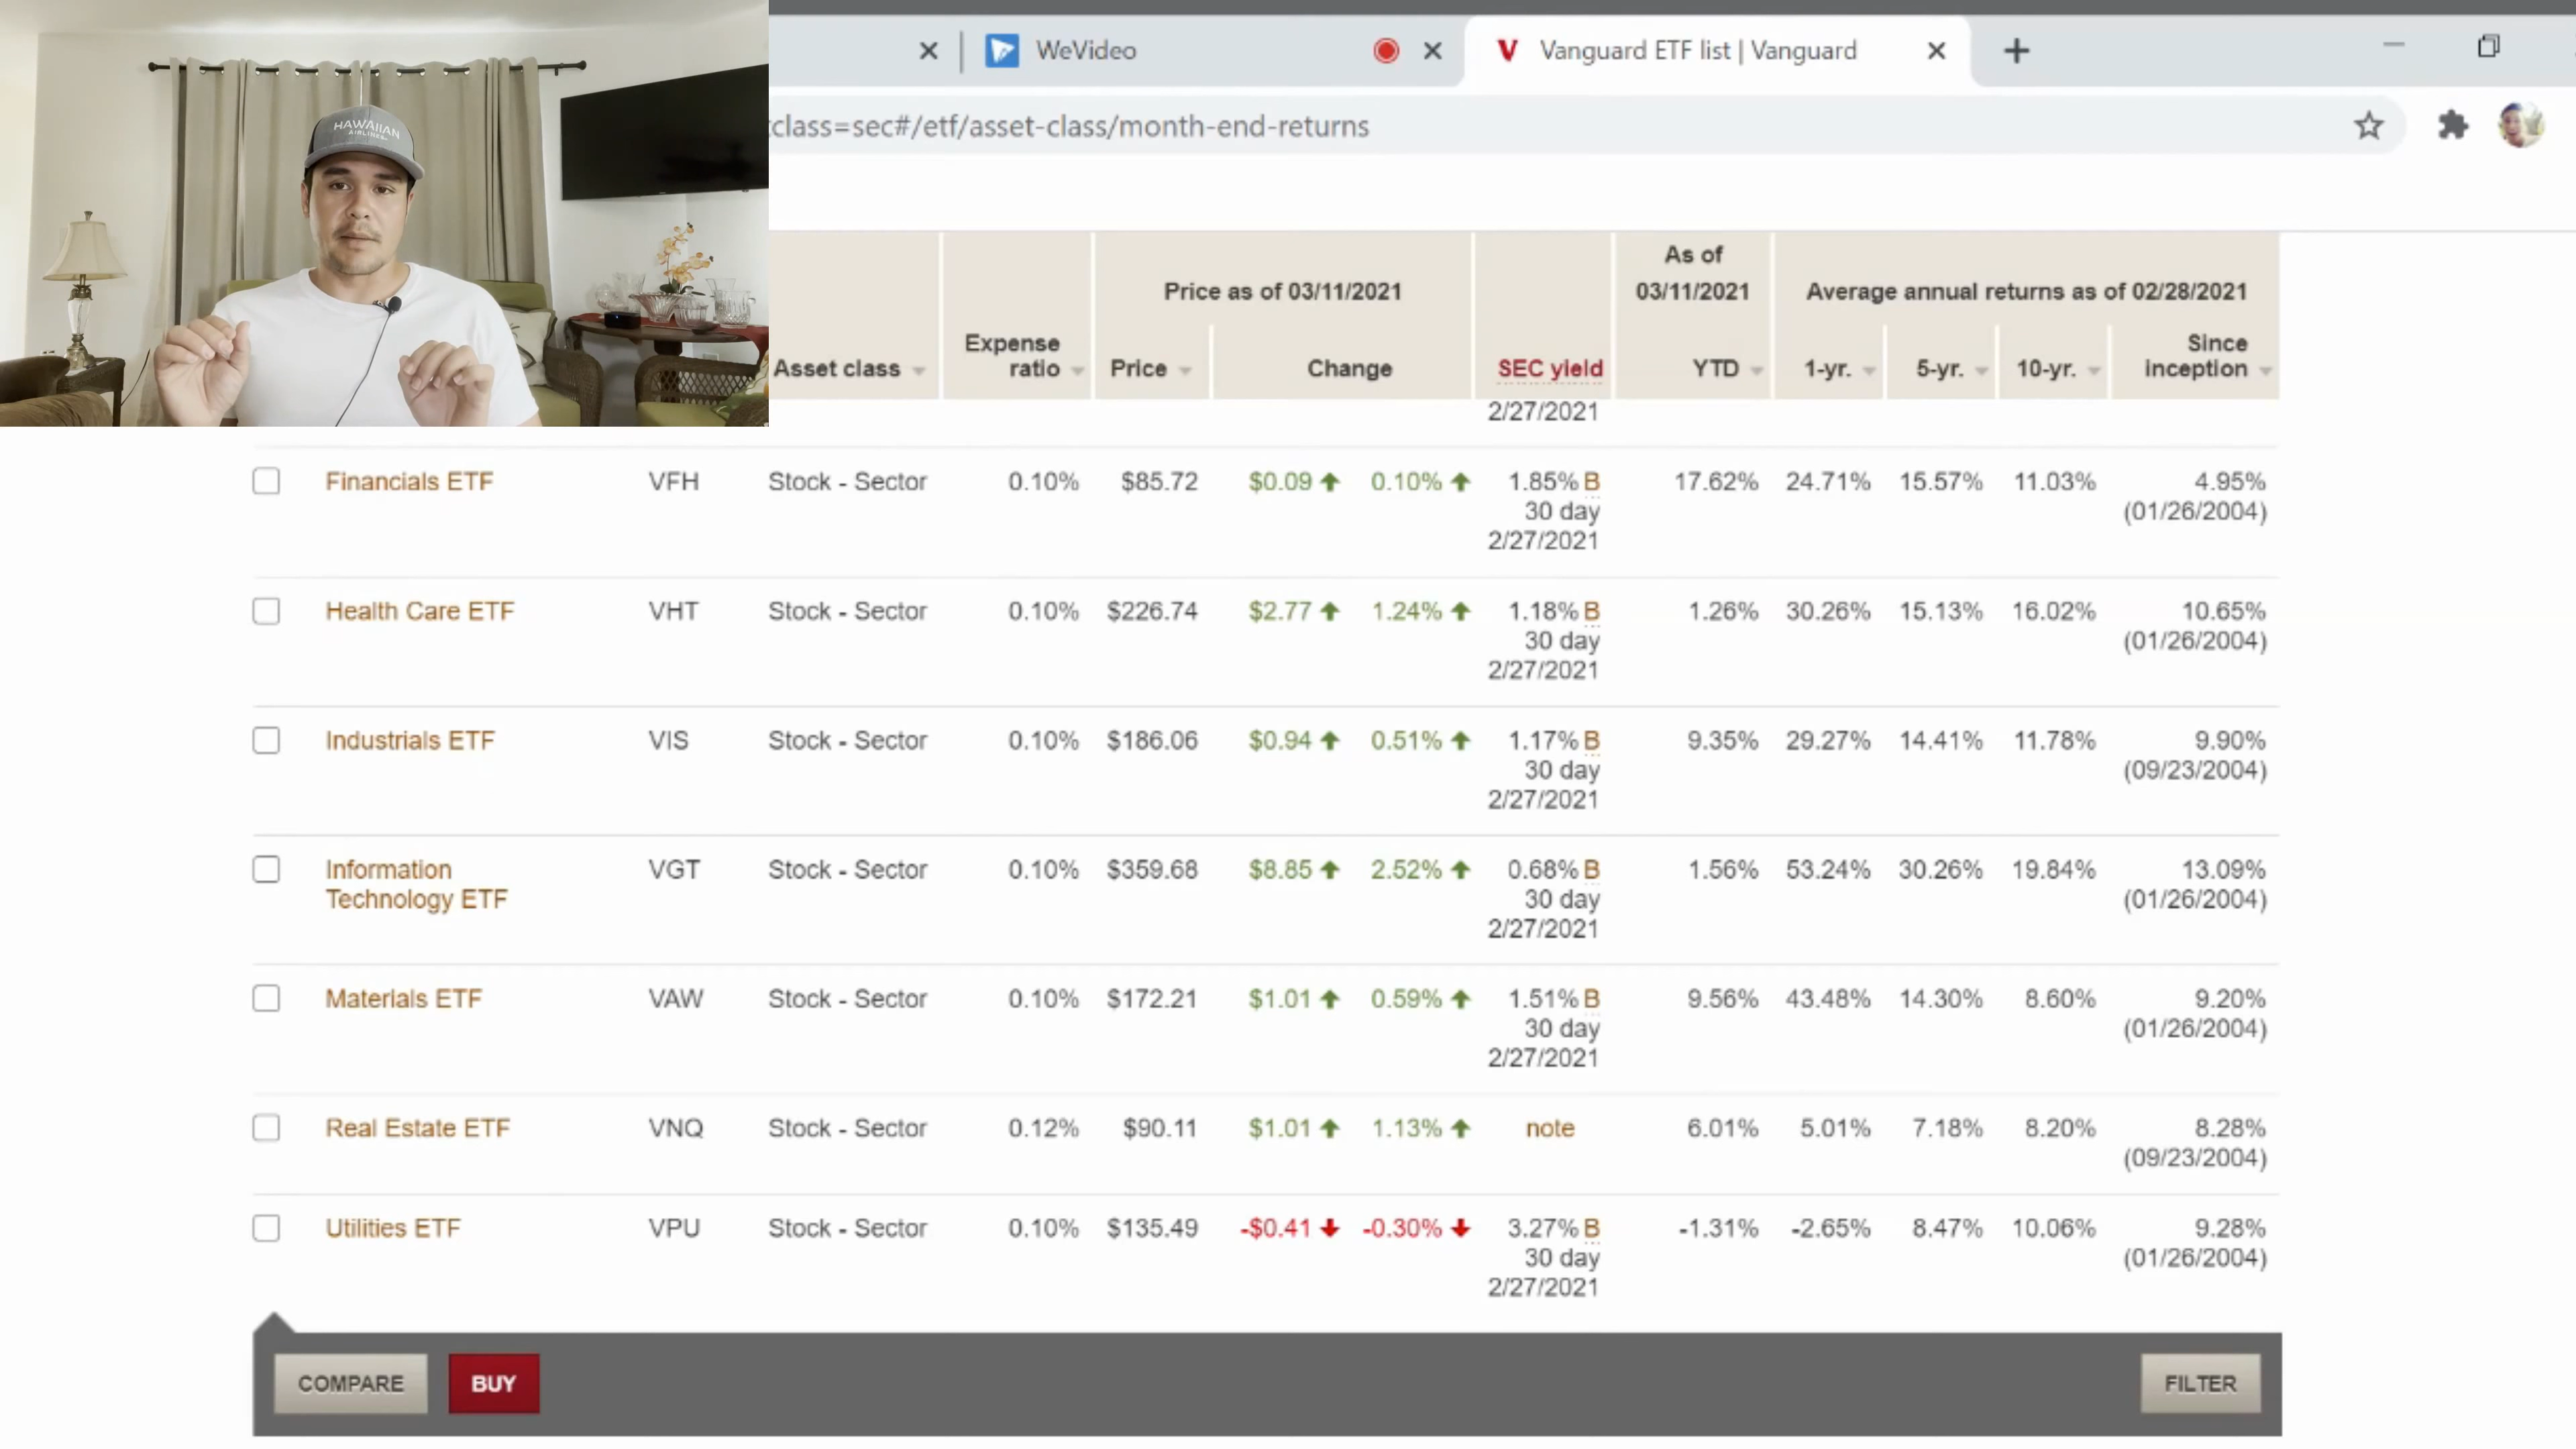 HAWAIIAN
AIRLINES
WeVideo
Vanguard ETF list | Vanguard
class=sec#/etf/asset-class/month-end-returns
Asset class
Expense
ratio
Price as of 03/11/2021
Price
Change
SEC yield
As of
03/11/2021
YTD
Average annual returns as of 02/28/2021
1-yr.
5-yr.
10-yr.
Since
inception
2/27/2021
Financials ETF VFH Stock - Sector 0.10% $85.72 $0.09 0.10% 1.85% B 17.62% 24.71% 15.57% 11.03% 4.95%
30 day (01/26/2004)
2/27/2021
Health Care ETF VHT Stock - Sector 0.10% $226.74 $2.77 1.24% 1.18% B 1.26% 30.26% 15.13% 16.02% 10.65%
30 day (01/26/2004)
2/27/2021
Industrials ETF VIS Stock - Sector 0.10% $186.06 $0.94 0.51% 1.17% B 9.35% 29.27% 14.41% 11.78% 9.90%
30 day (09/23/2004)
2/27/2021
Information VGT Stock - Sector 0.10% $359.68 $8.85 2.52% 0.68% B 1.56% 53.24% 30.26% 19.84% 13.09%
Technology ETF 30 day (01/26/2004)
2/27/2021
Materials ETF VAW Stock - Sector 0.10% $172.21 $1.01 0.59% 1.51% B 9.56% 43.48% 14.30% 8.60% 9.20%
30 day (01/26/2004)
2/27/2021
Real Estate ETF VNQ Stock - Sector 0.12% $90.11 $1.01 1.13% note 6.01% 5.01% 7.18% 8.20% 8.28%
(09/23/2004)
Utilities ETF VPU Stock - Sector 0.10% $135.49 -$0.41 -0.30% 3.27% B -1.31% -2.65% 8.47% 10.06% 9.28%
30 day (01/26/2004)
2/27/2021
COMPARE BUY FILTER